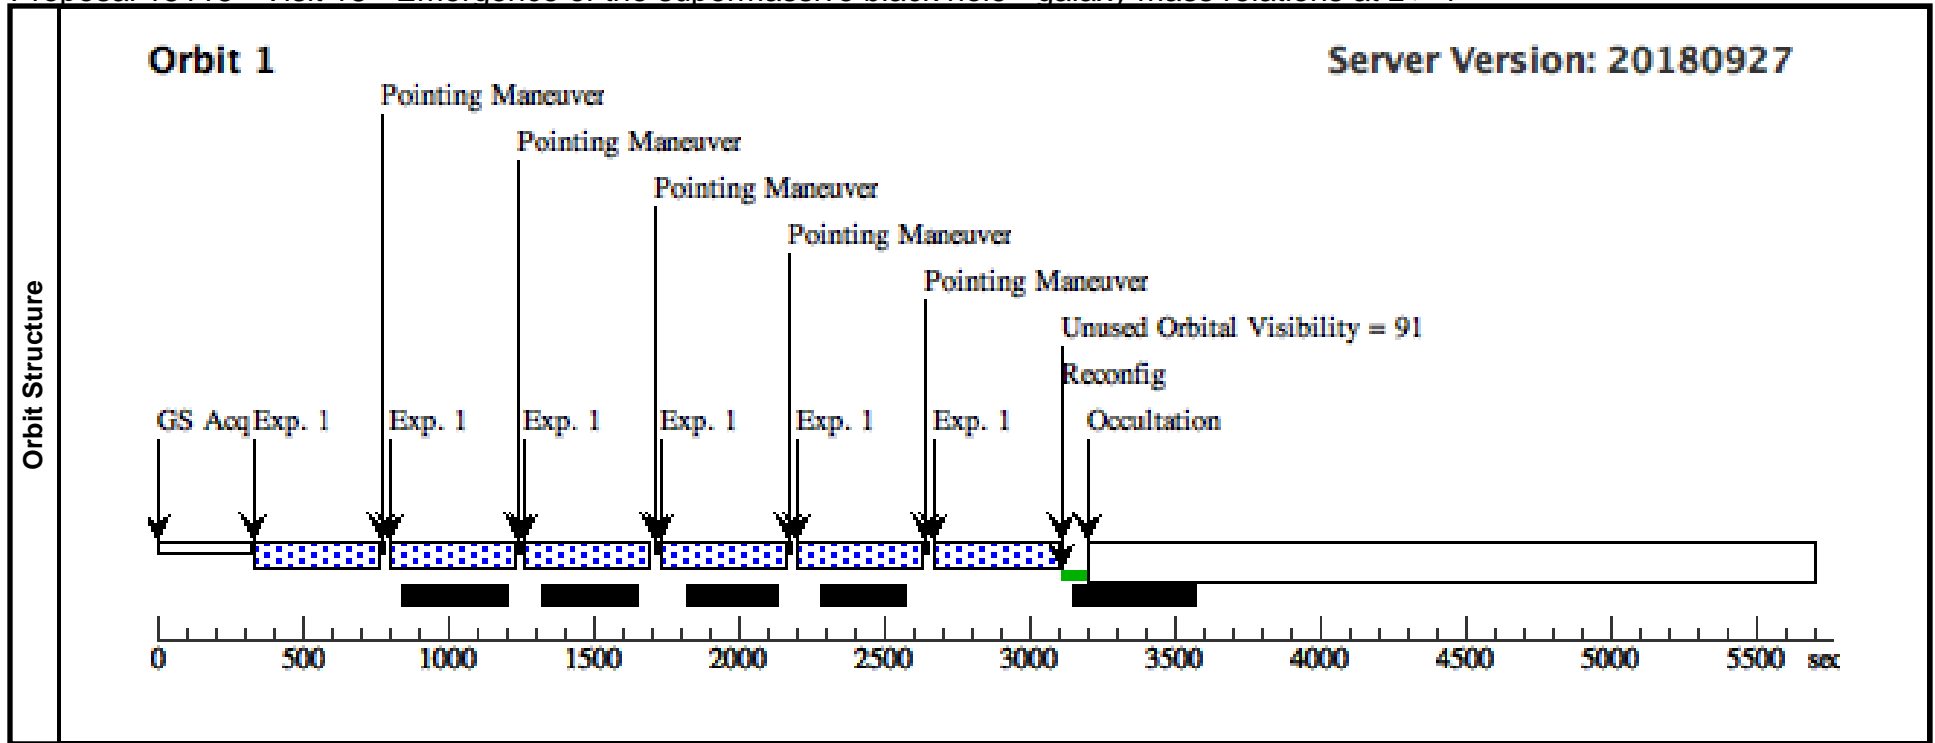 Orbit Structure
Orbit 1
Server Version: 20180927
Pointing Maneuver
Pointing Maneuver
Pointing Maneuver
Pointing Maneuver
Pointing Maneuver
Unused Orbital Visibility = 91
Reconfig
GS Acq Exp. 1 Exp. 1 Exp. 1 Exp. 1 Exp. 1 Exp. 1 Occultation
0 500 1000 1500 2000 2500 3000 3500 4000 4500 5000 5500 sec